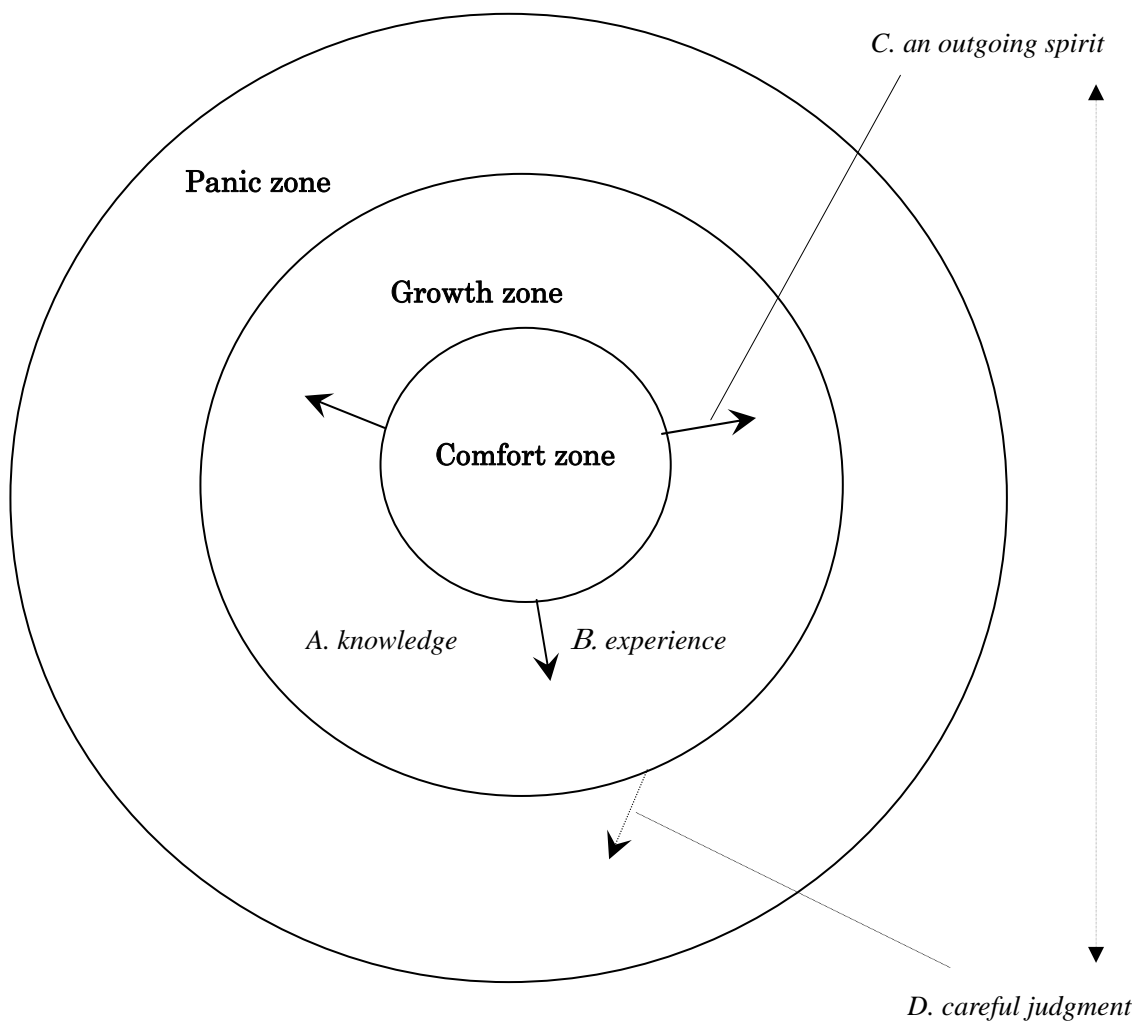 C. an outgoing spirit
Panic zone
Growth zone
Comfort zone
A. knowledge
B. experience
D. careful judgment